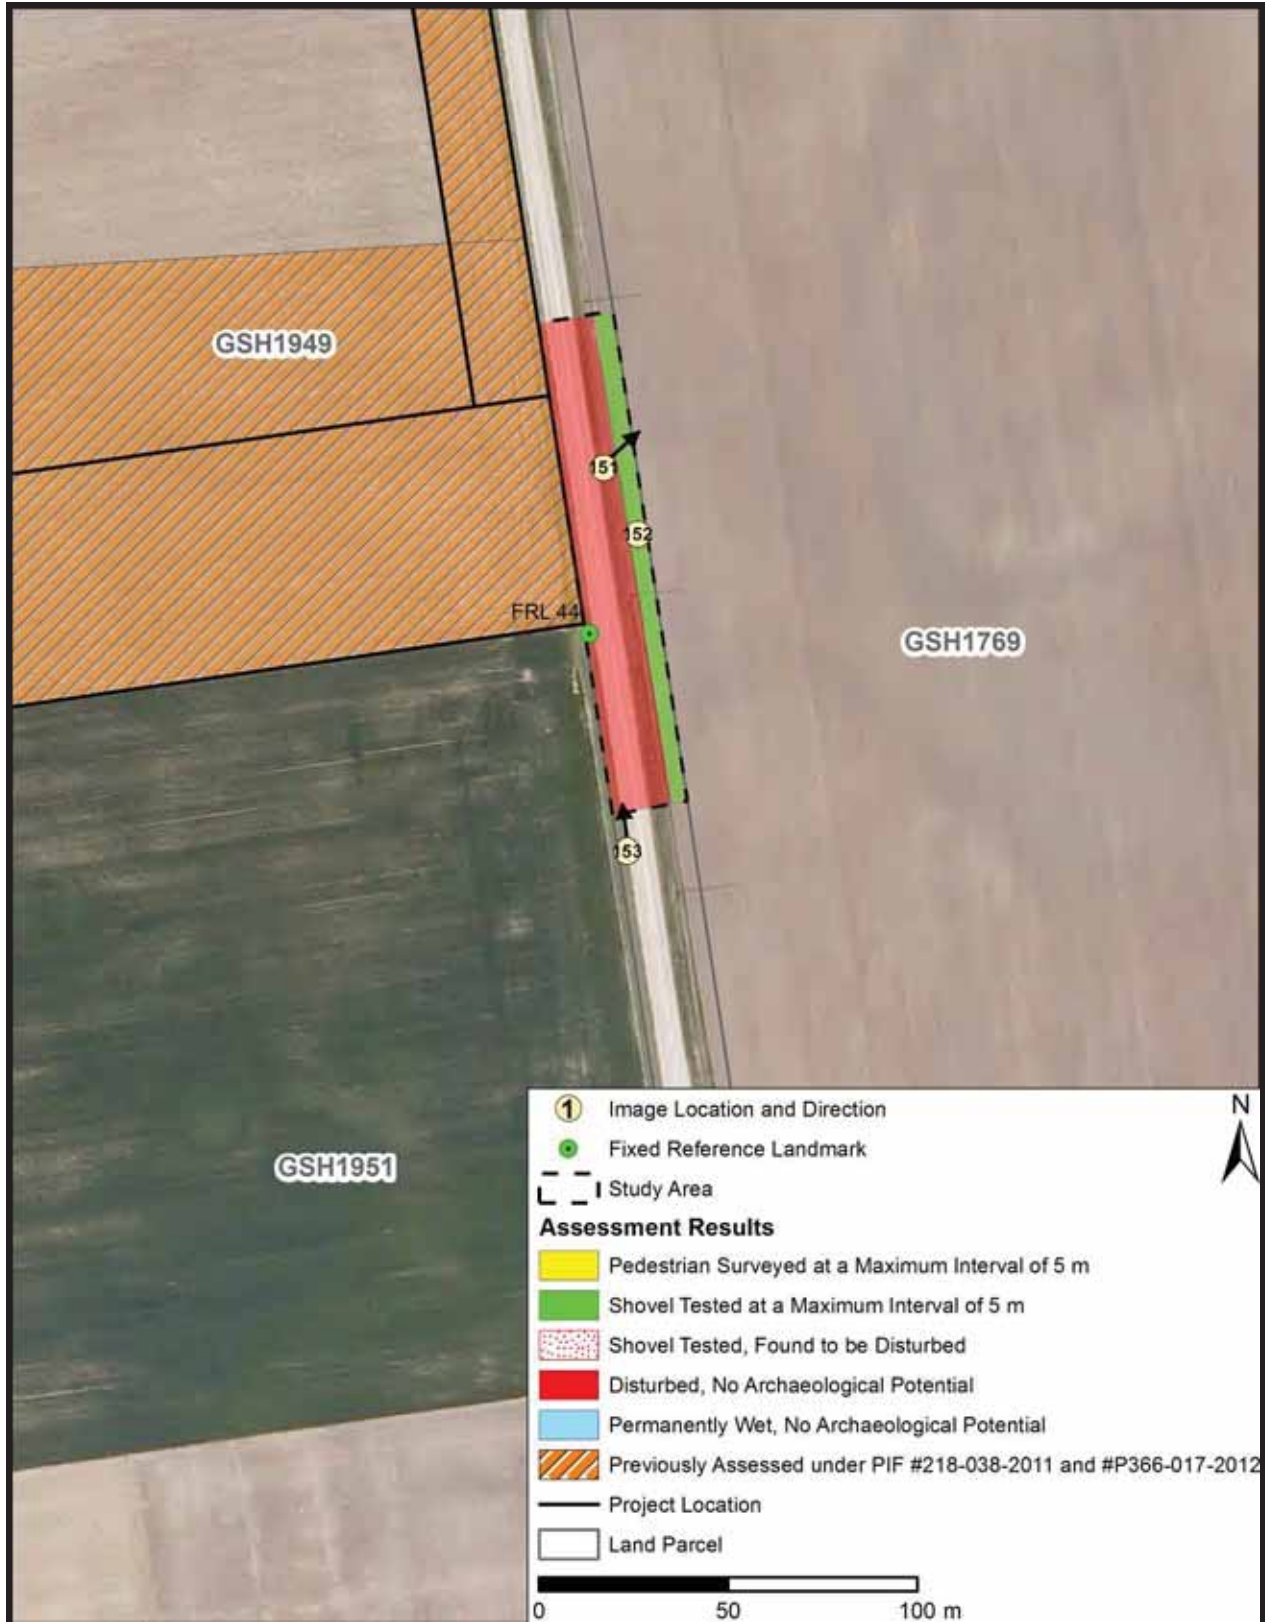 GSH1949
151
152
FRL 44
GSH1769
153
GSH1951
1 Image Location and Direction
N
Fixed Reference Landmark
Study Area
Assessment Results
Pedestrian Surveyed at a Maximum Interval of 5 m
Shovel Tested at a Maximum Interval of 5 m
Shovel Tested, Found to be Disturbed
Disturbed, No Archaeological Potential
Permanently Wet, No Archaeological Potential
Previously Assessed under PIF #218-038-2011 and #P366-017-2012
Project Location
Land Parcel
0 50 100 m